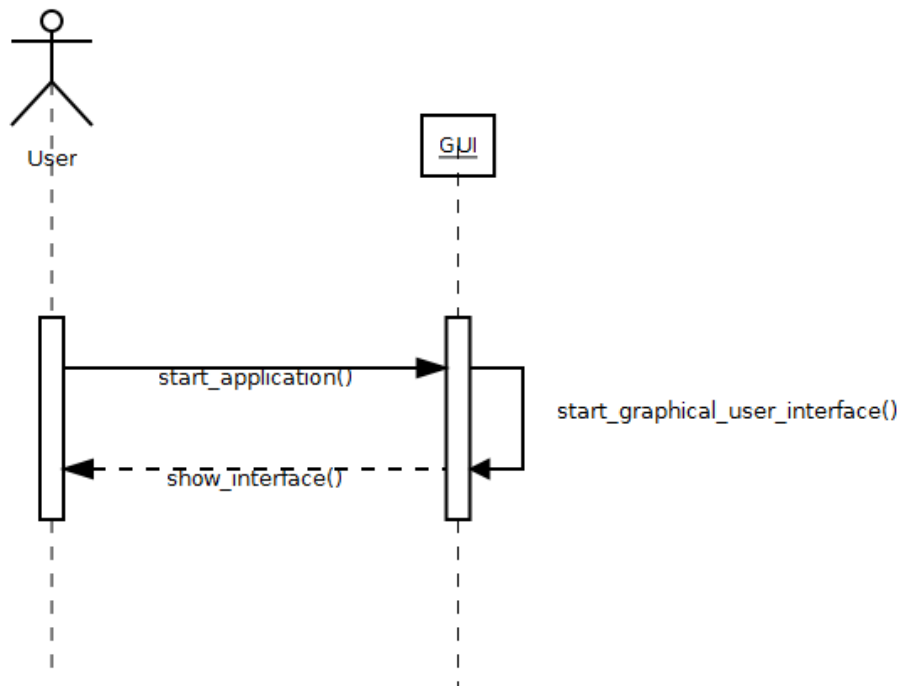 User
GUI
start_application()
start_graphical_user_interface()
show_interface()